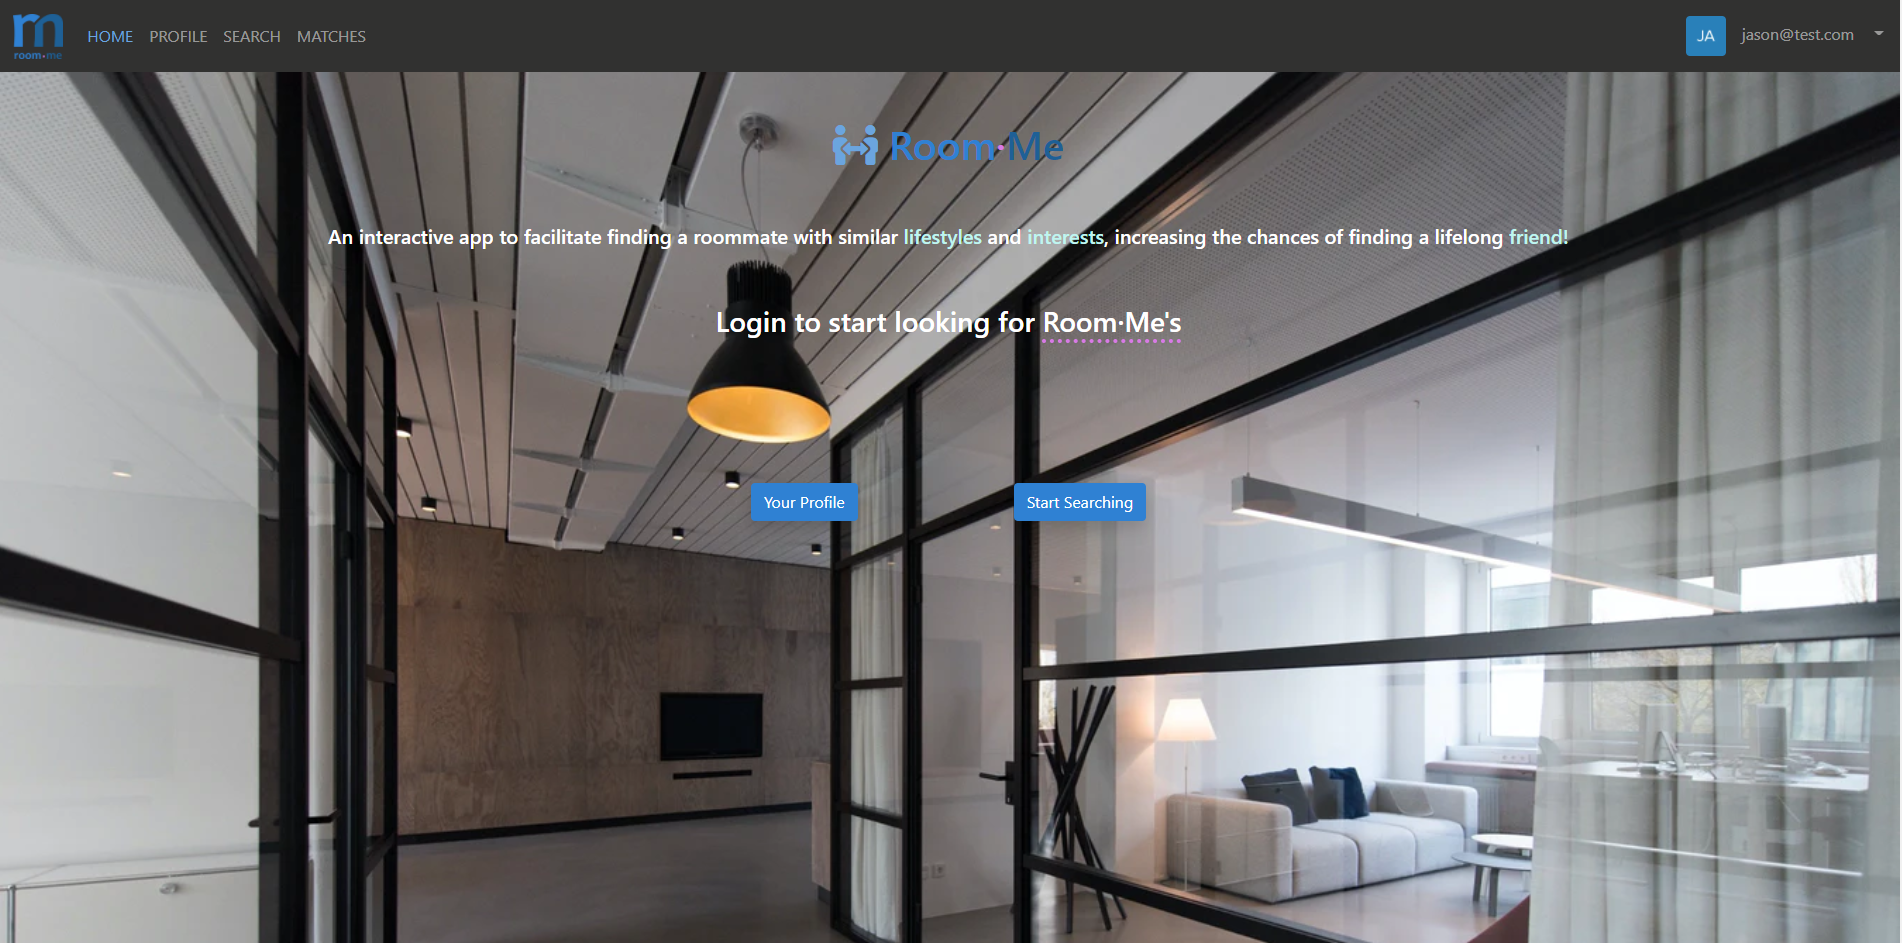 room·me
HOME PROFILE SEARCH MATCHES
JA jason@test.com
Room·Me
An interactive app to facilitate finding a roommate with similar lifestyles and interests, increasing the chances of finding a lifelong friend!
Login to start looking for Room·Me's
Your Profile Start Searching